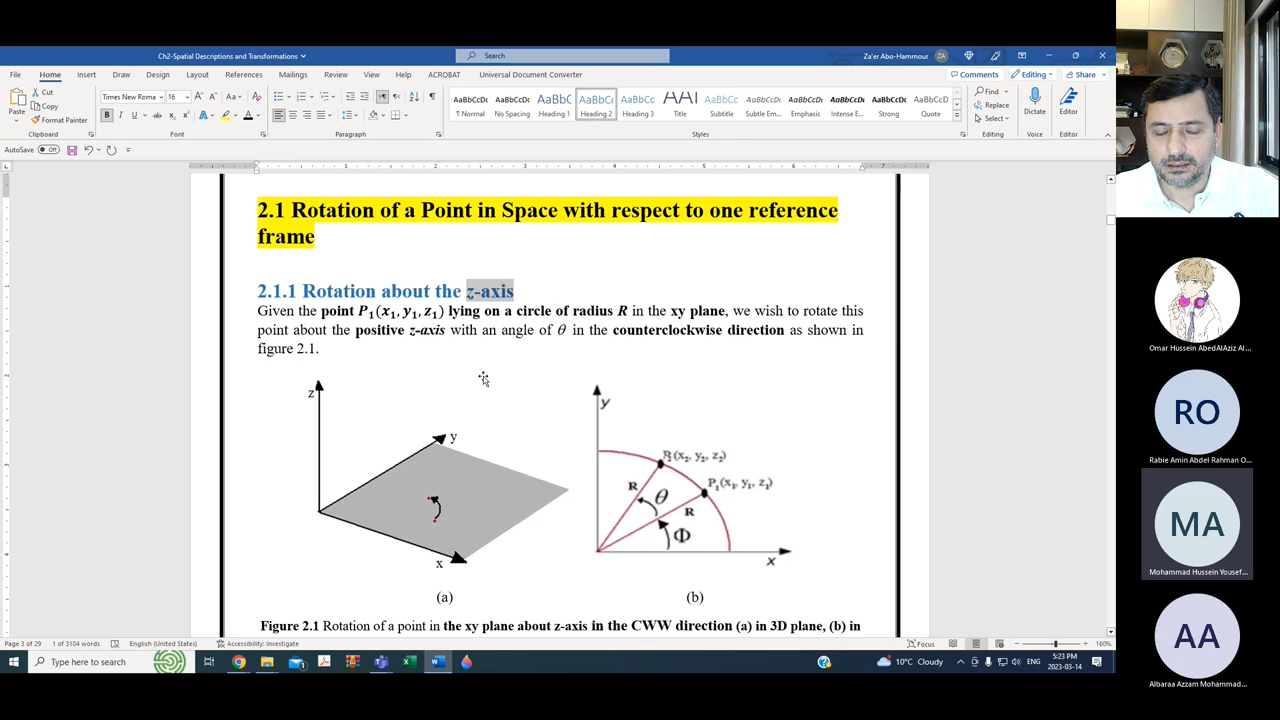 Ch2-Spatial Descriptions and Transformations
Search
Za'er Abo-Hammour
ZA
File Home Insert Draw Design Layout References Mailings Review View Help ACROBAT Universal Document Converter
Comments Editing Share
Paste
Cut
Copy
Format Painter
Times New Roma 16
¶ Normal
No Spacing
Heading 1
Heading 2
Heading 3
Title
Subtitle
Subtle Em...
Emphasis
Intense E...
Strong
Quote
Find
Replace
Select
Dictate
Editor
Clipboard Font Paragraph Styles Editing Voice Editor
AutoSave Off
2.1 Rotation of a Point in Space with respect to one reference
frame
2.1.1 Rotation about the z-axis
Given the point P₁(x₁, y₁, z₁) lying on a circle of radius R in the xy plane, we wish to rotate this
point about the positive z-axis with an angle of θ in the counterclockwise direction as shown in
figure 2.1.
z
y
x
(a)
y
P₂(x₂, y₂, z₂)
P₁(x₁, y₁, z₁)
R
θ
R
Φ
x
(b)
Figure 2.1 Rotation of a point in the xy plane about z-axis in the CWW direction (a) in 3D plane, (b) in
Page 3 of 29 1 of 3104 words English (United States) Accessibility: Investigate
Focus
160%
Type here to search
10°C Cloudy
ENG
5:23 PM
2023-03-14
Omar Hussein AbedAlAziz Al...
RO
Rabie Amin Abdel Rahman O...
MA
Mohammad Hussein Yousef...
AA
Albaraa Azzam Mohammad...